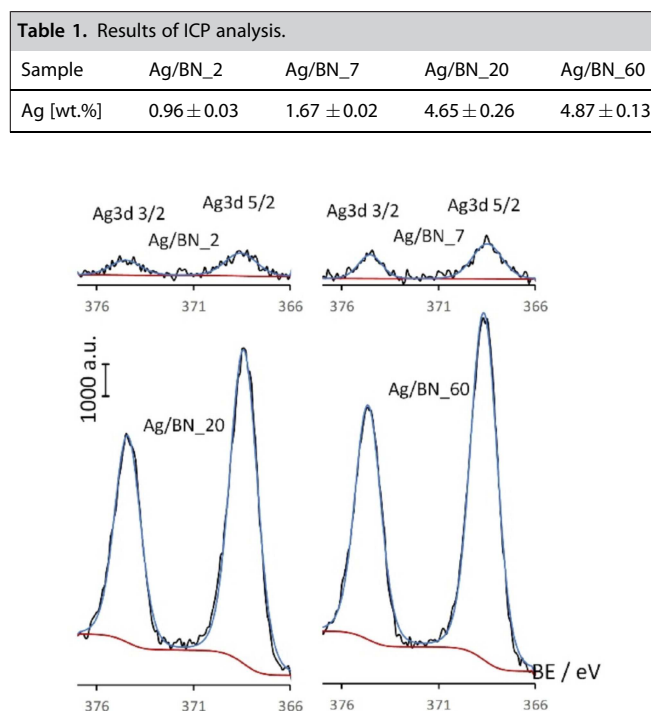 Table 1. Results of ICP analysis.
Sample Ag/BN_2 Ag/BN_7 Ag/BN_20 Ag/BN_60
Ag [wt.%] 0.96 ± 0.03 1.67 ± 0.02 4.65 ± 0.26 4.87 ± 0.13
Ag3d 3/2 Ag3d 5/2 Ag3d 3/2 Ag3d 5/2
Ag/BN_2 Ag/BN_7
376 371 366 376 371 366
1000 a.u.
Ag/BN_20 Ag/BN_60
BE / eV
376 371 366 376 371 366